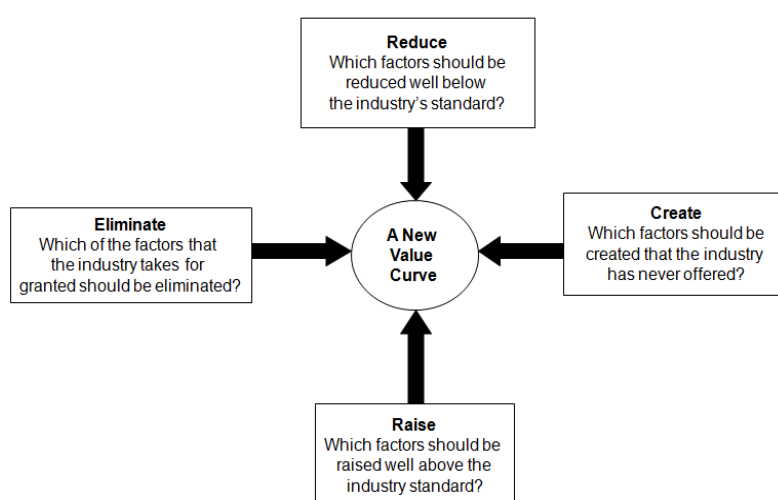 Reduce
Which factors should be
reduced well below
the industry’s standard?
Eliminate
Which of the factors that
the industry takes for
granted should be eliminated?
A New
Value
Curve
Create
Which factors should be
created that the industry
has never offered?
Raise
Which factors should be
raised well above the
industry standard?